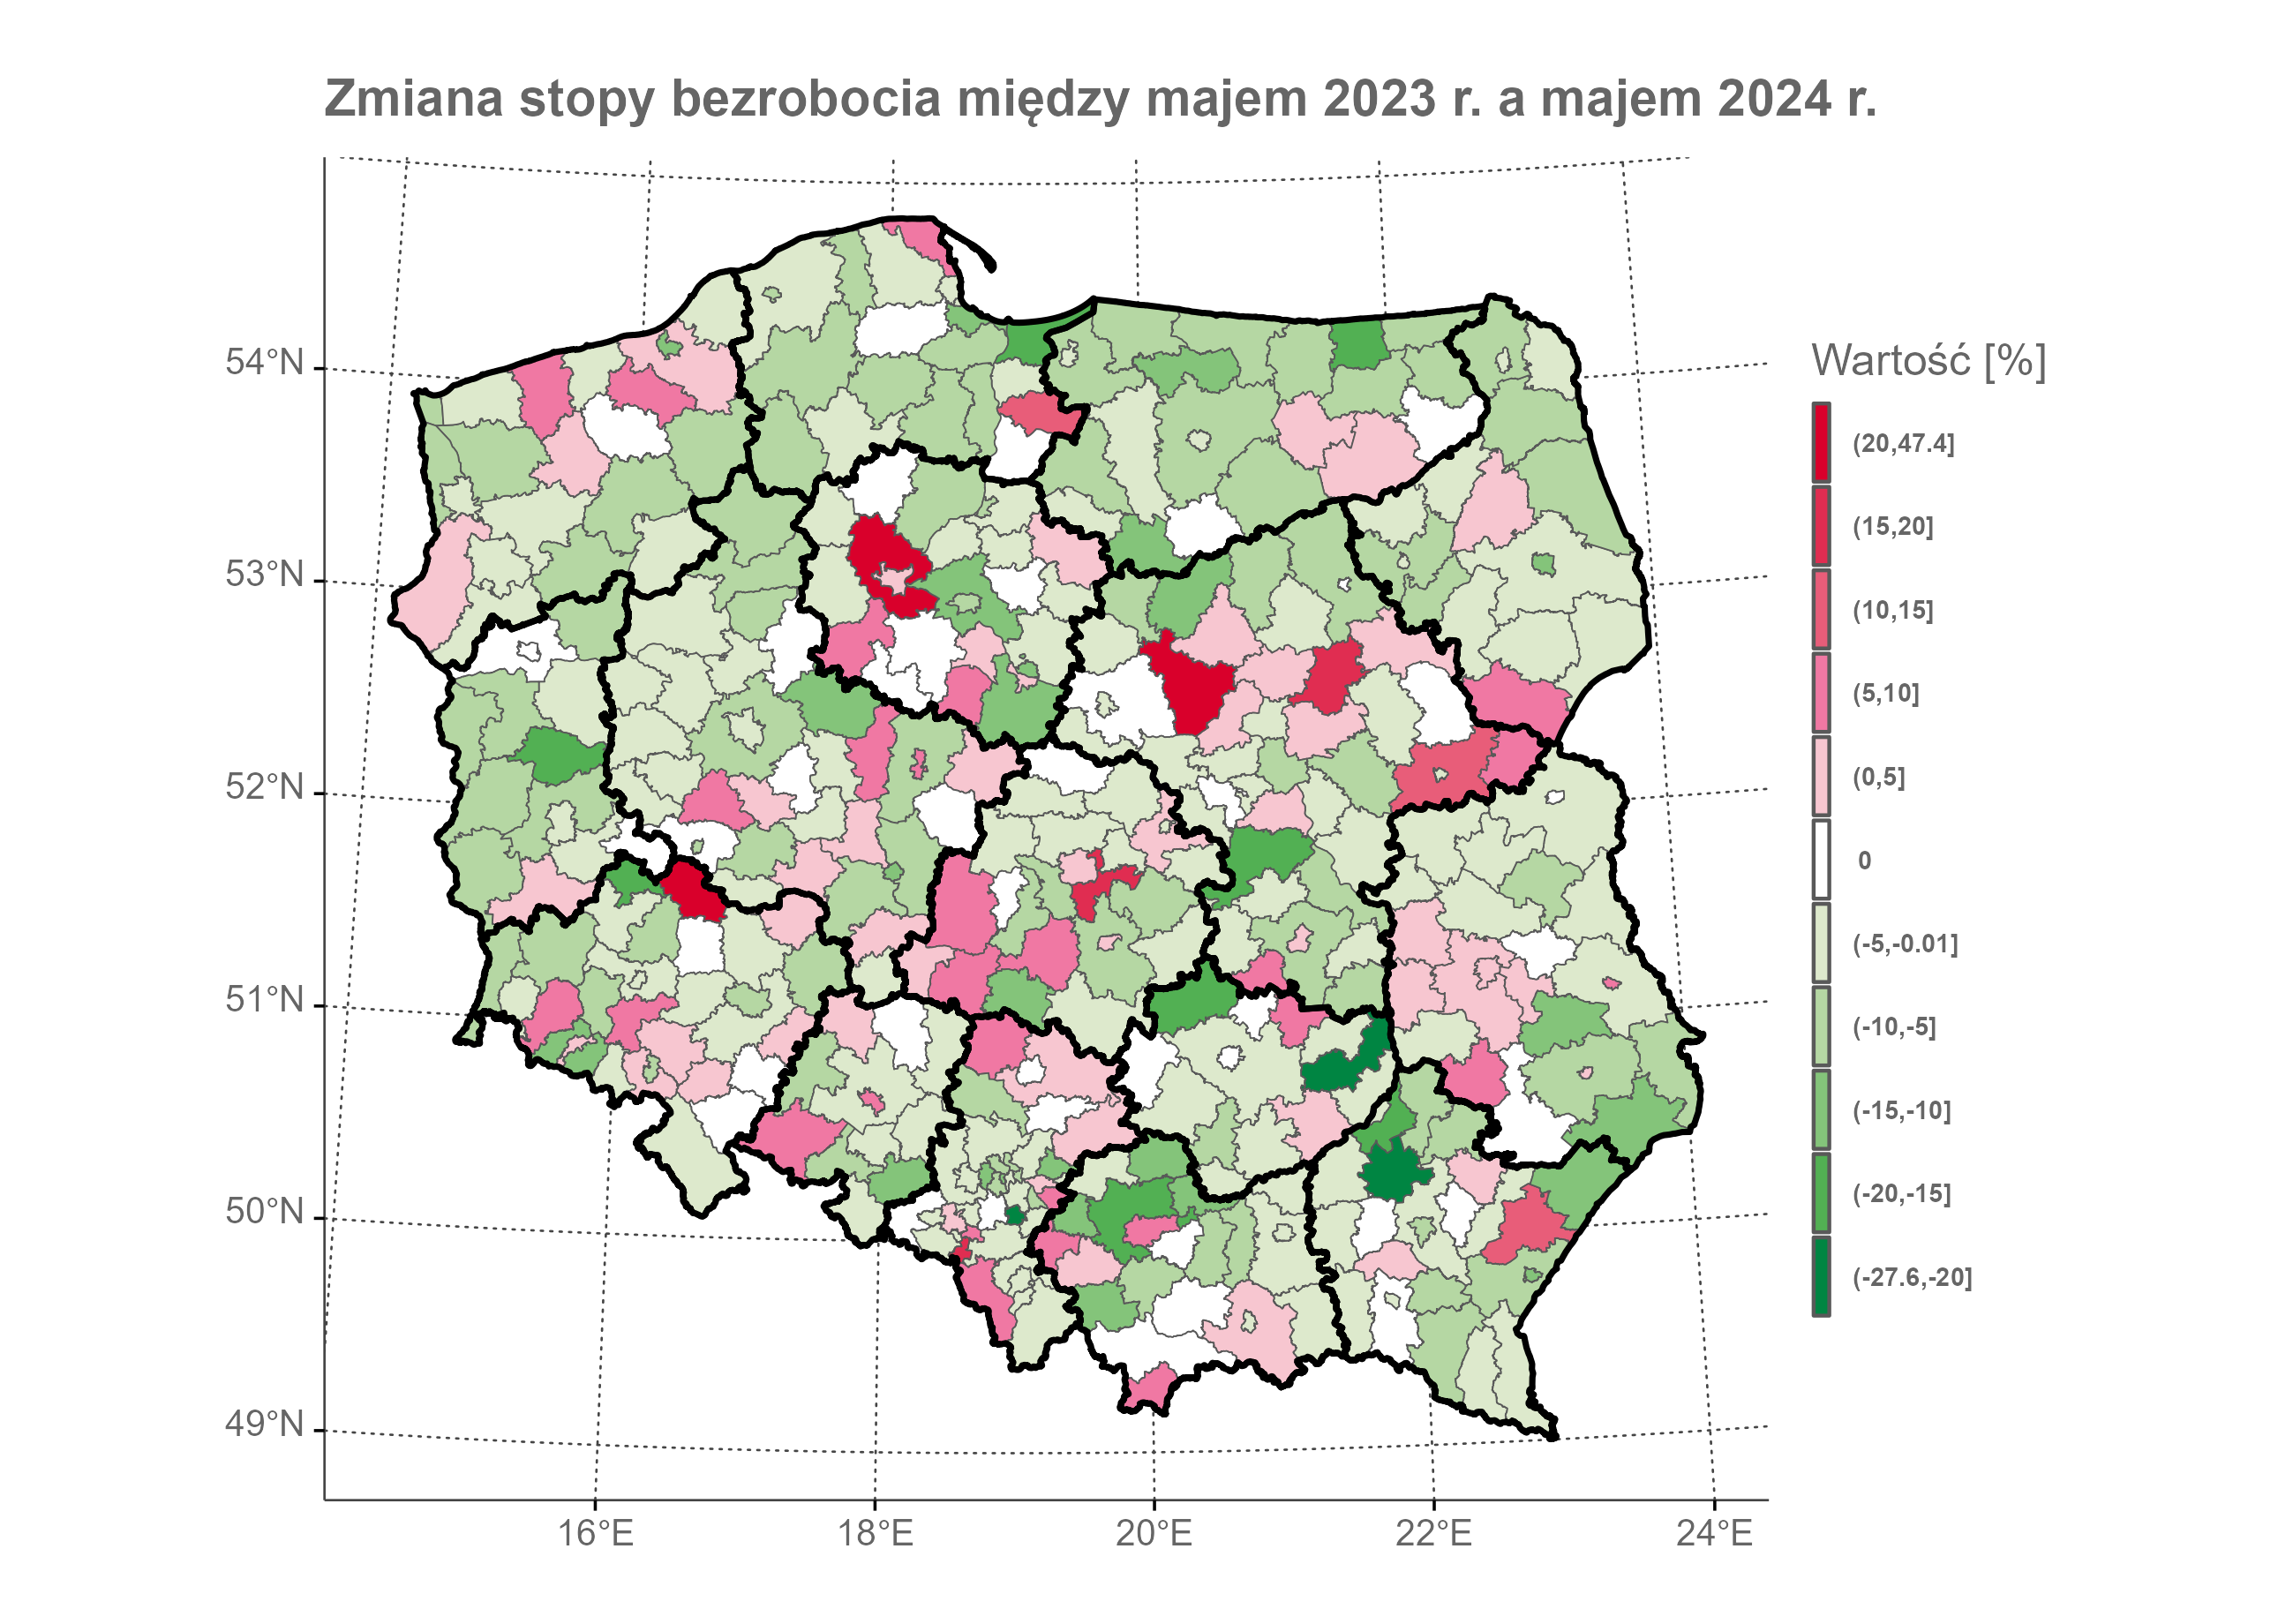 Zmiana stopy bezrobocia między majem 2023 r. a majem 2024 r.
54°N
53°N
52°N
51°N
50°N
49°N
16°E
18°E
20°E
22°E
24°E
Wartość [%]
(20,47.4]
(15,20]
(10,15]
(5,10]
(0,5]
0
(-5,-0.01]
(-10,-5]
(-15,-10]
(-20,-15]
(-27.6,-20]